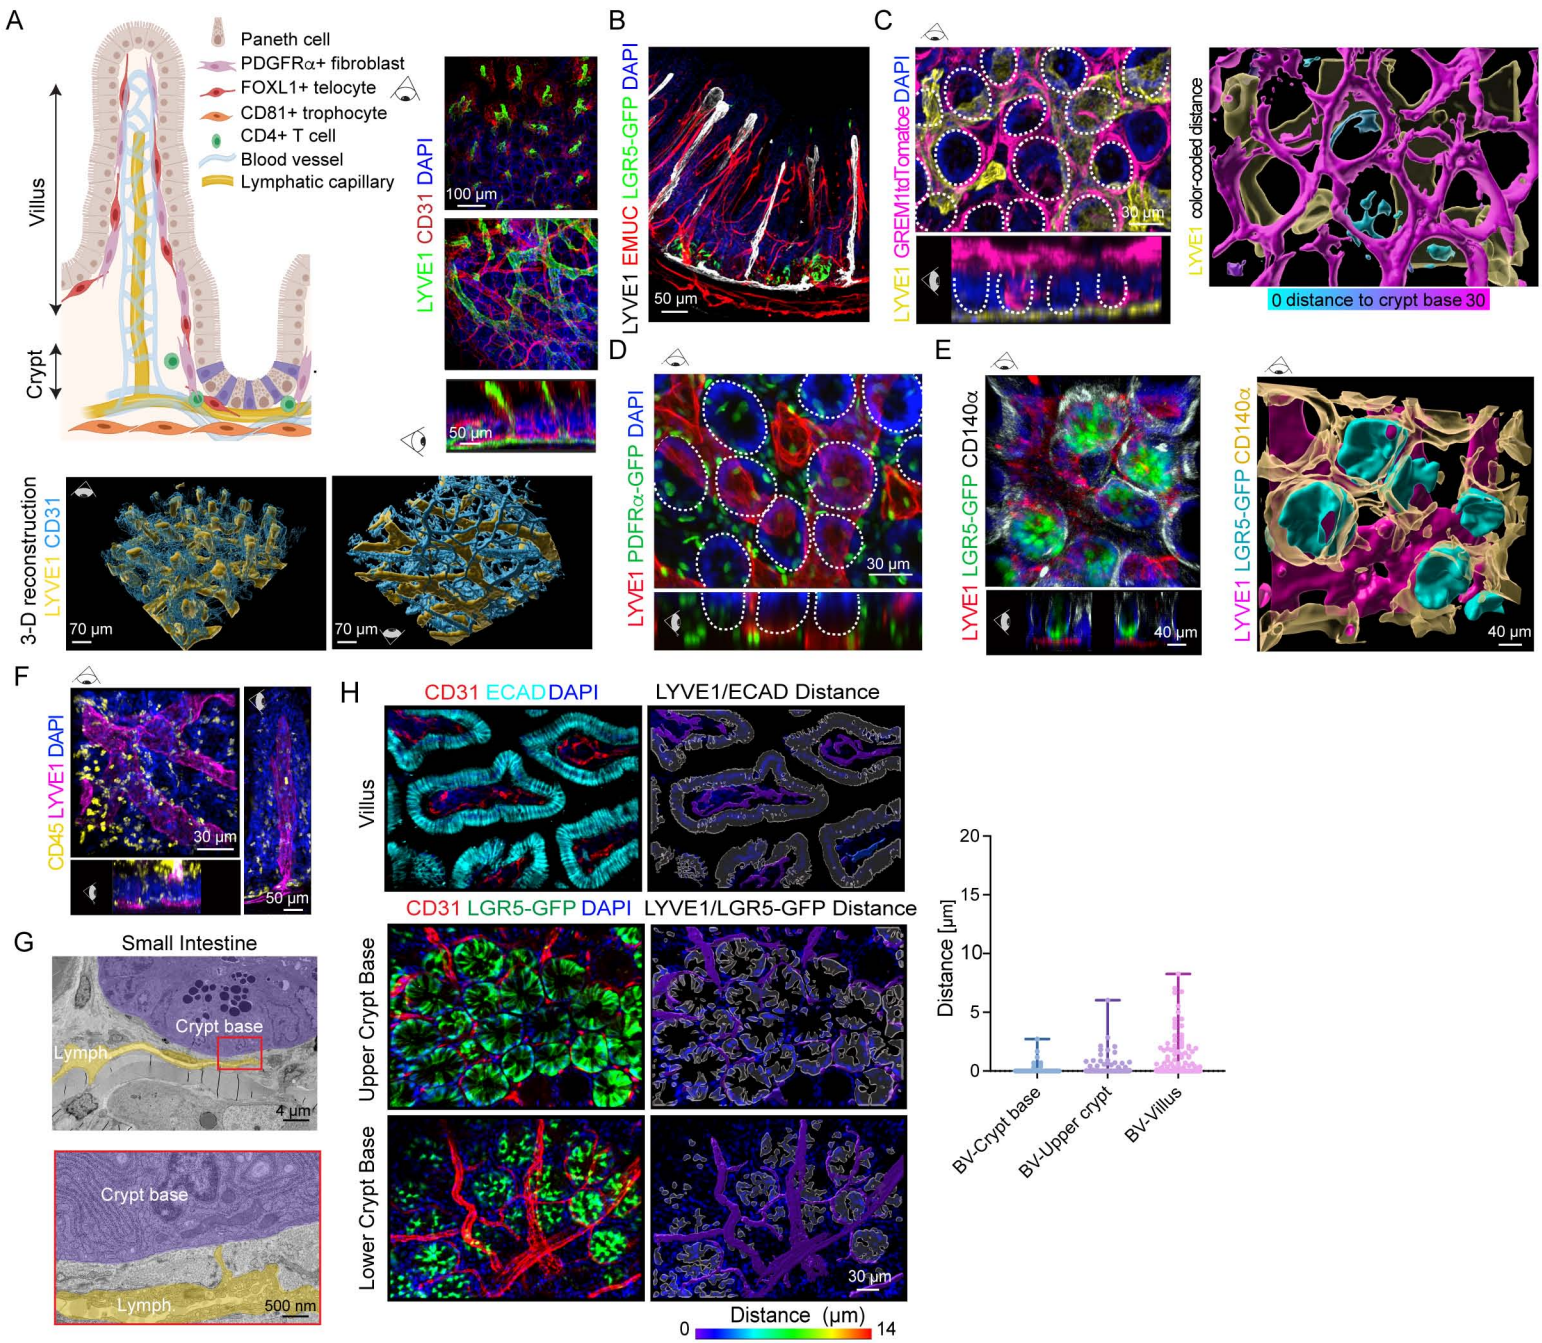 A
Paneth cell
PDGFRα+ fibroblast
FOXL1+ telocyte
CD81+ trophocyte
CD4+ T cell
Blood vessel
Lymphatic capillary
Villus
Crypt
LYVE1 CD31 DAPI
100 µm
50 µm
3-D reconstruction
LYVE1 CD31
70 µm
70 µm
B
LYVE1 EMUC LGR5-GFP DAPI
50 µm
C
LYVE1 GREM1tdTomatoe DAPI
30 µm
LYVE1 color-coded distance
0 distance to crypt base 30
D
LYVE1 PDFRα-GFP DAPI
30 µm
E
LYVE1 LGR5-GFP CD140α
40 µm
LYVE1 LGR5-GFP CD140α
40 µm
F
CD45 LYVE1 DAPI
30 µm
50 µm
G
Small Intestine
Crypt base
Lymph
4 µm
Crypt base
Lymph
500 nm
H
CD31 ECAD DAPI
LYVE1/ECAD Distance
Villus
CD31 LGR5-GFP DAPI
LYVE1/LGR5-GFP Distance
Upper Crypt Base
Lower Crypt Base
30 µm
Distance (µm)
0
14
Distance [µm]
20
15
10
5
0
BV-Crypt base
BV-Upper crypt
BV-Villus